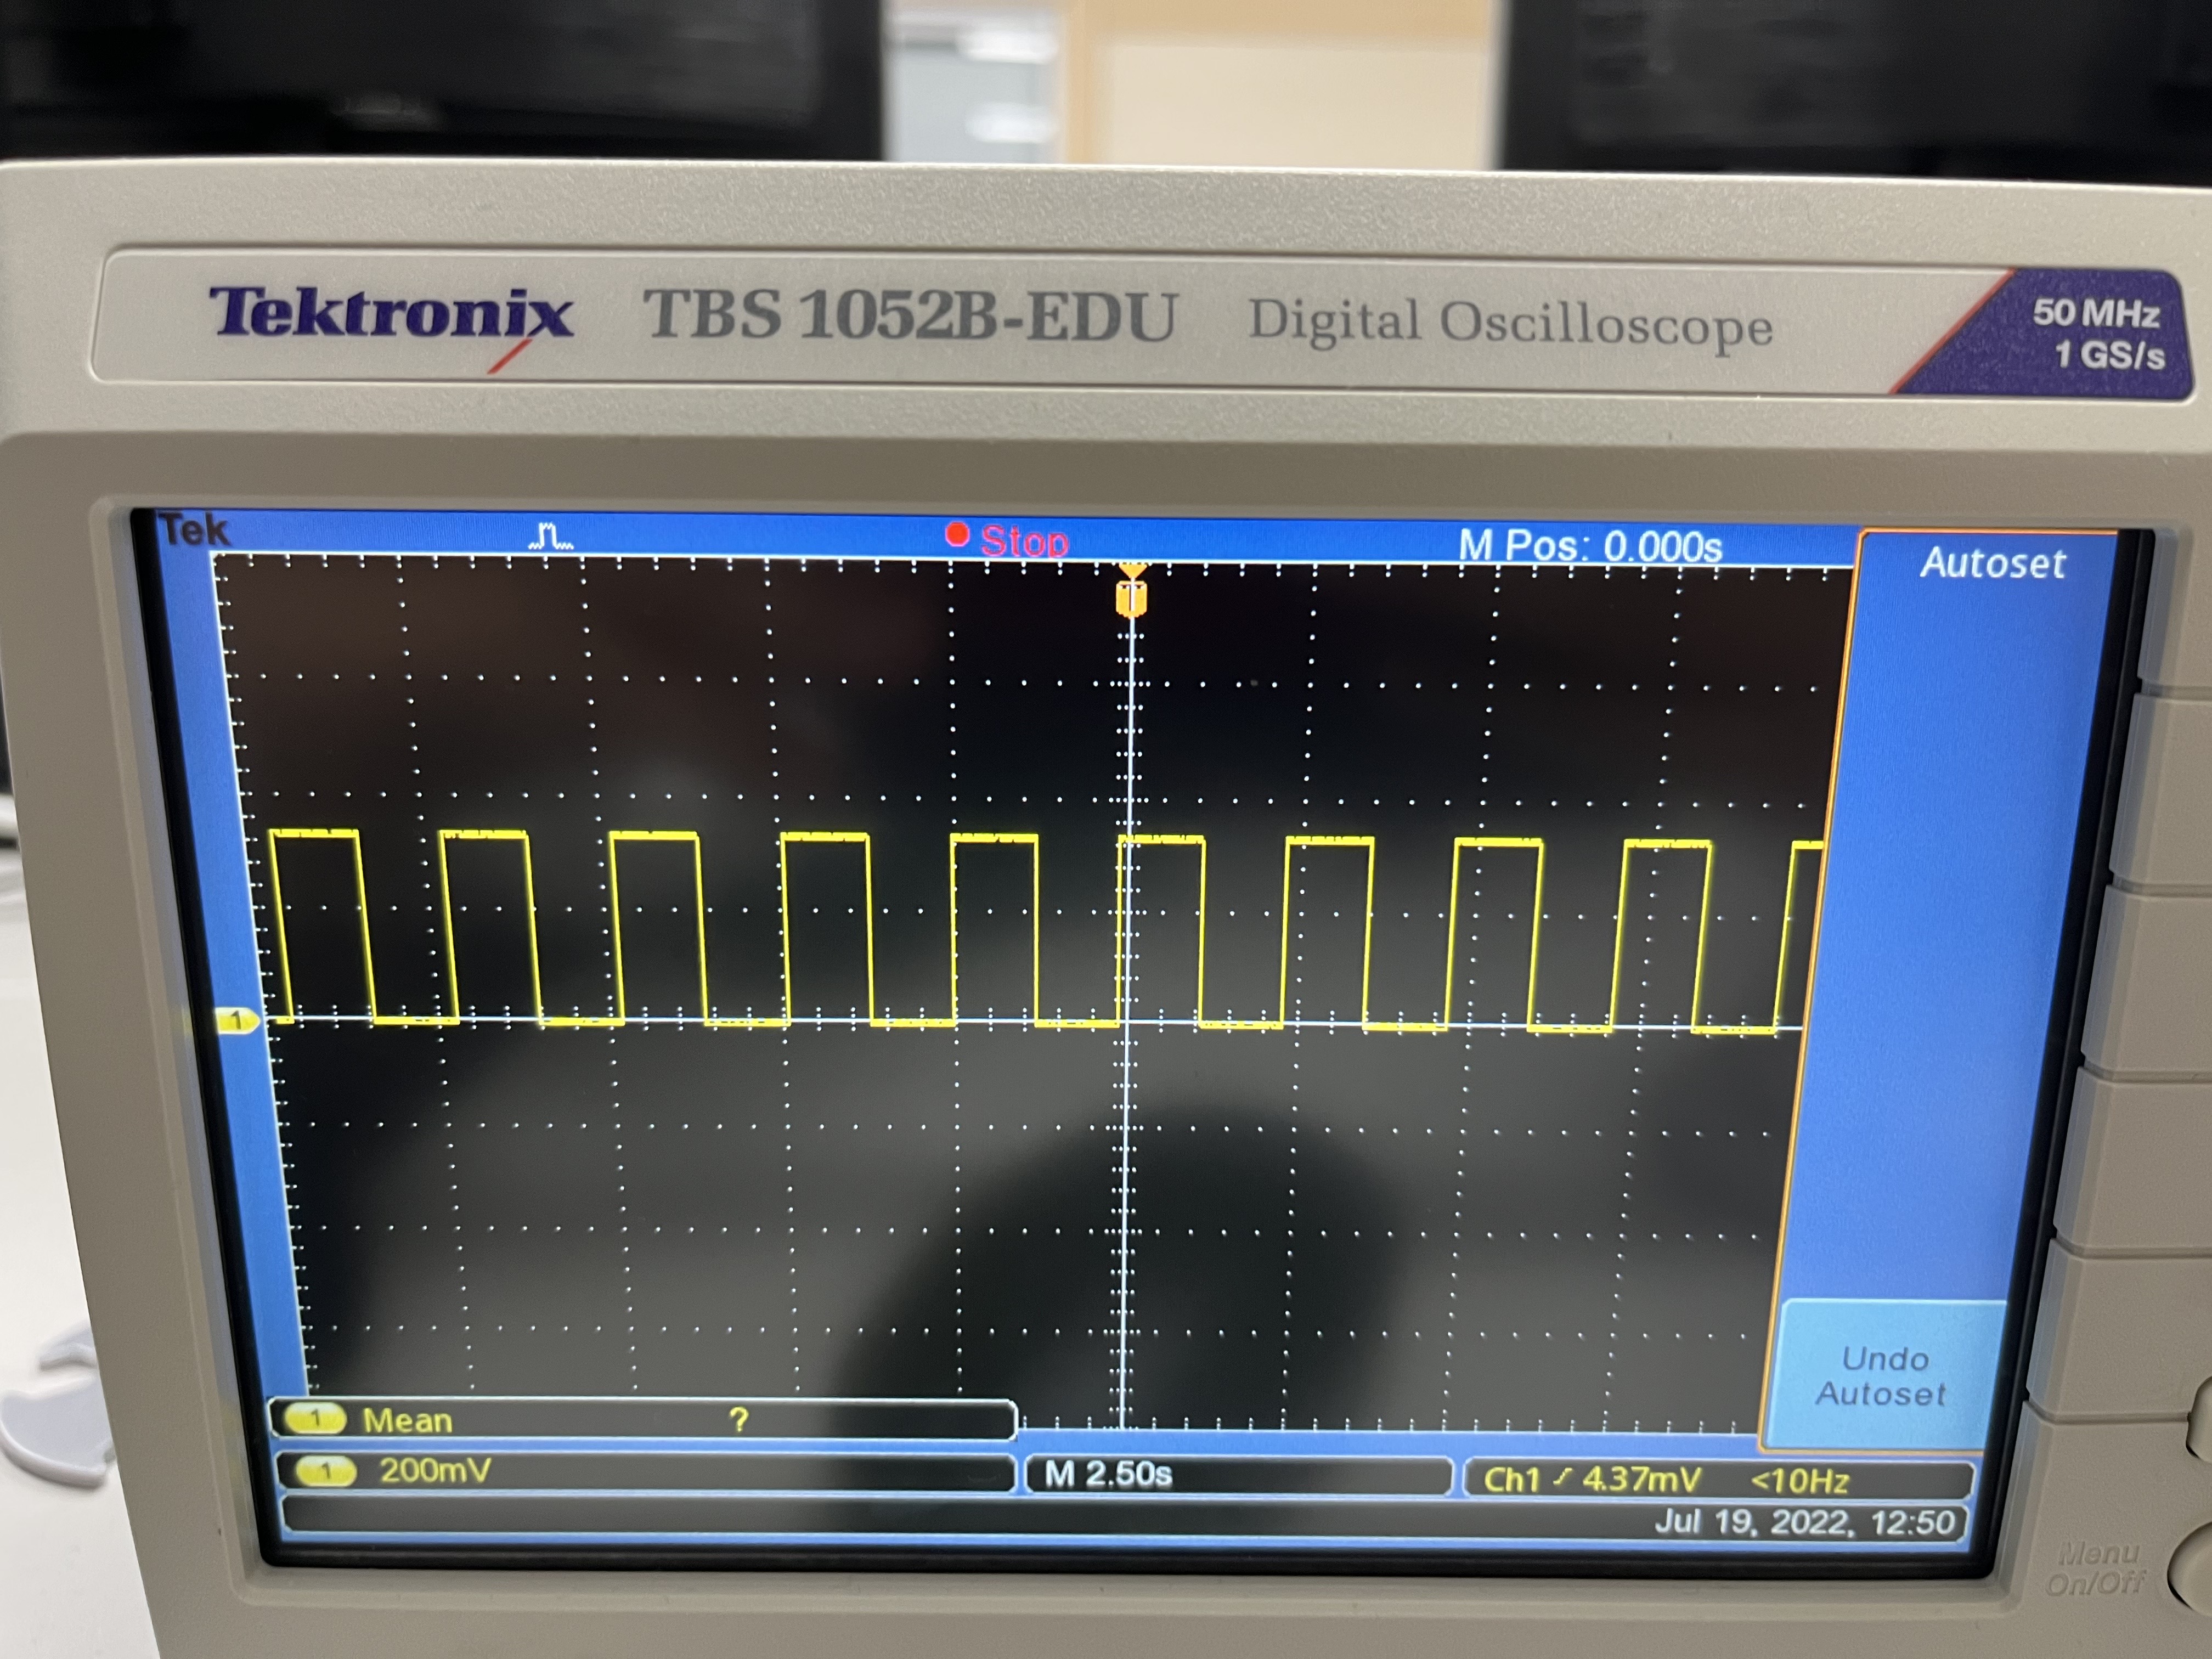 Tektronix TBS 1052B-EDU Digital Oscilloscope
50 MHz
1 GS/s
Tek Stop M Pos: 0.000s
Autoset
T
1
Undo
Autoset
1 Mean ?
1 200mV M 2.50s Ch1 4.37mV <10Hz
Jul 19, 2022, 12:50
Menu
On/Off